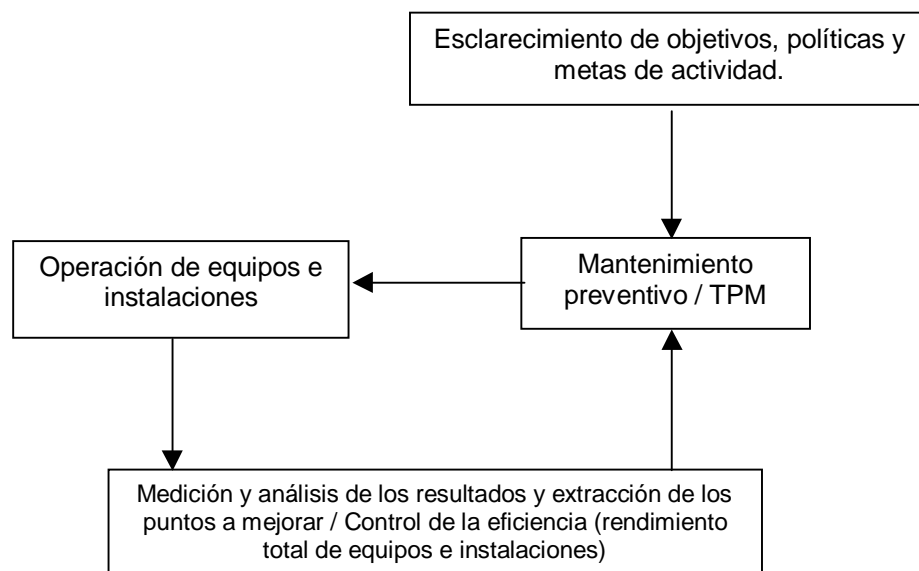 Esclarecimiento de objetivos, políticas y
metas de actividad.
Operación de equipos e
instalaciones
Mantenimiento
preventivo / TPM
Medición y análisis de los resultados y extracción de los
puntos a mejorar / Control de la eficiencia (rendimiento
total de equipos e instalaciones)